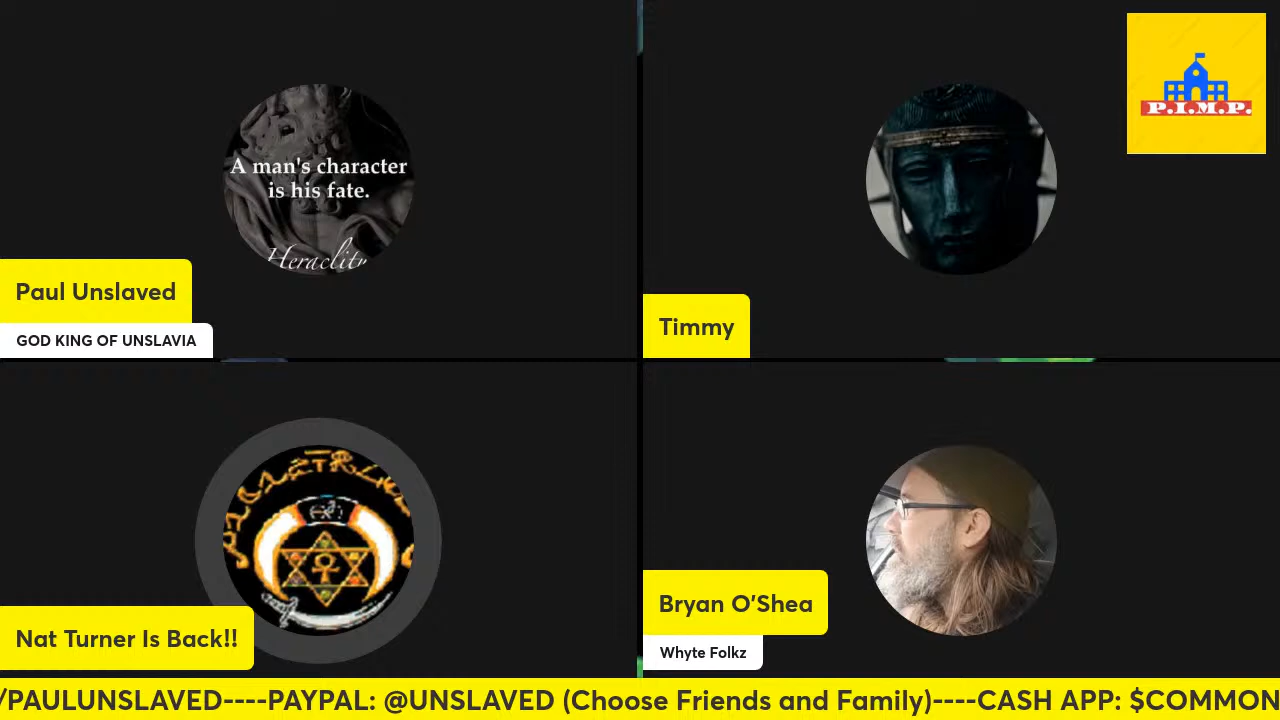 A man's character
is his fate.
Paul Unslaved
GOD KING OF UNSLAVIA
P.I.M.P.
Timmy
Nat Turner Is Back!!
Bryan O'Shea
Whyte Folkz
/PAULUNSLAVED----PAYPAL: @UNSLAVED (Choose Friends and Family)----CASH APP: $COMMON